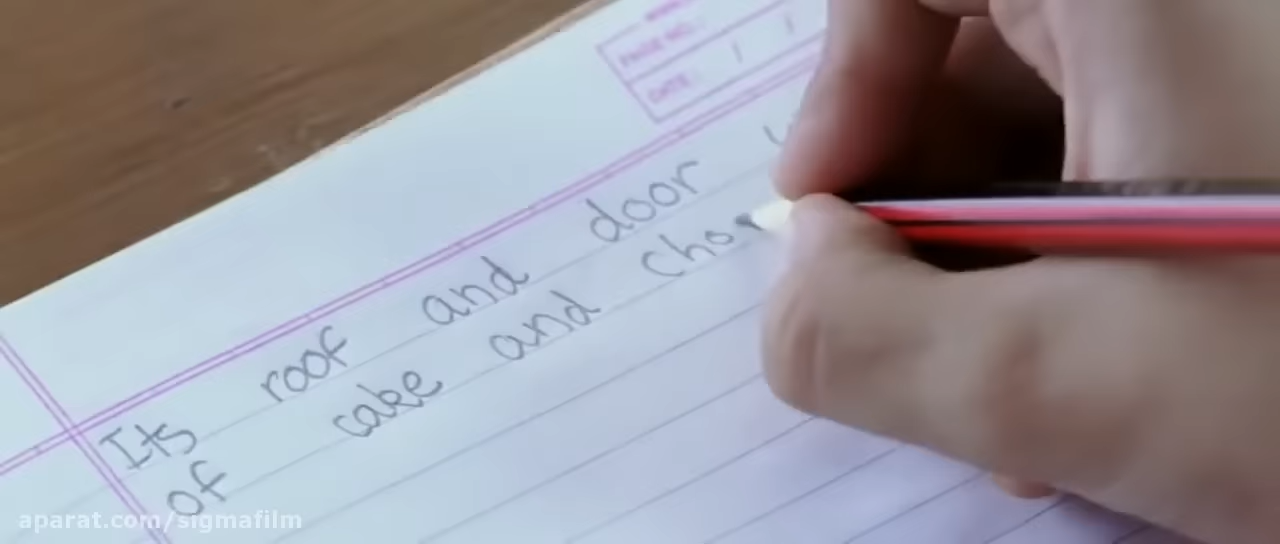 PAGE NO.:
DATE: / /
Its roof and door
of cake and cho
aparat.com/sigmafilm